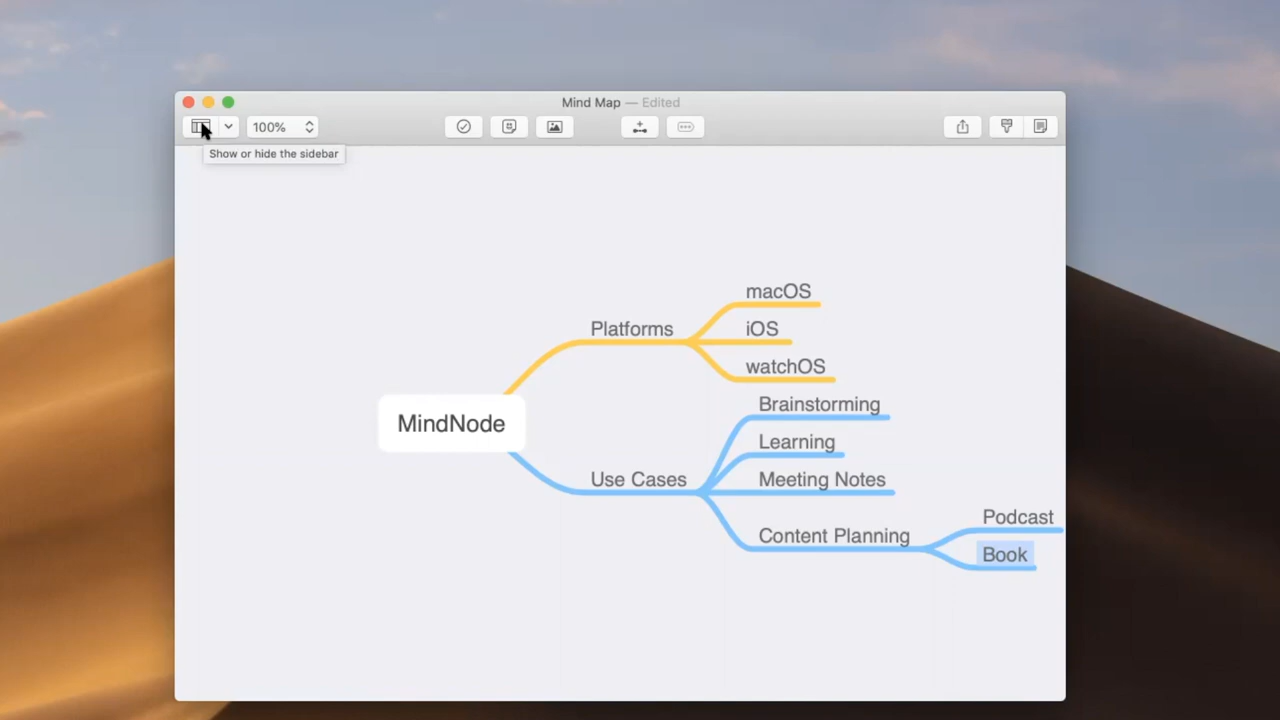 Mind Map — Edited
100%
Show or hide the sidebar
macOS
Platforms
iOS
watchOS
Brainstorming
MindNode
Learning
Use Cases
Meeting Notes
Podcast
Content Planning
Book